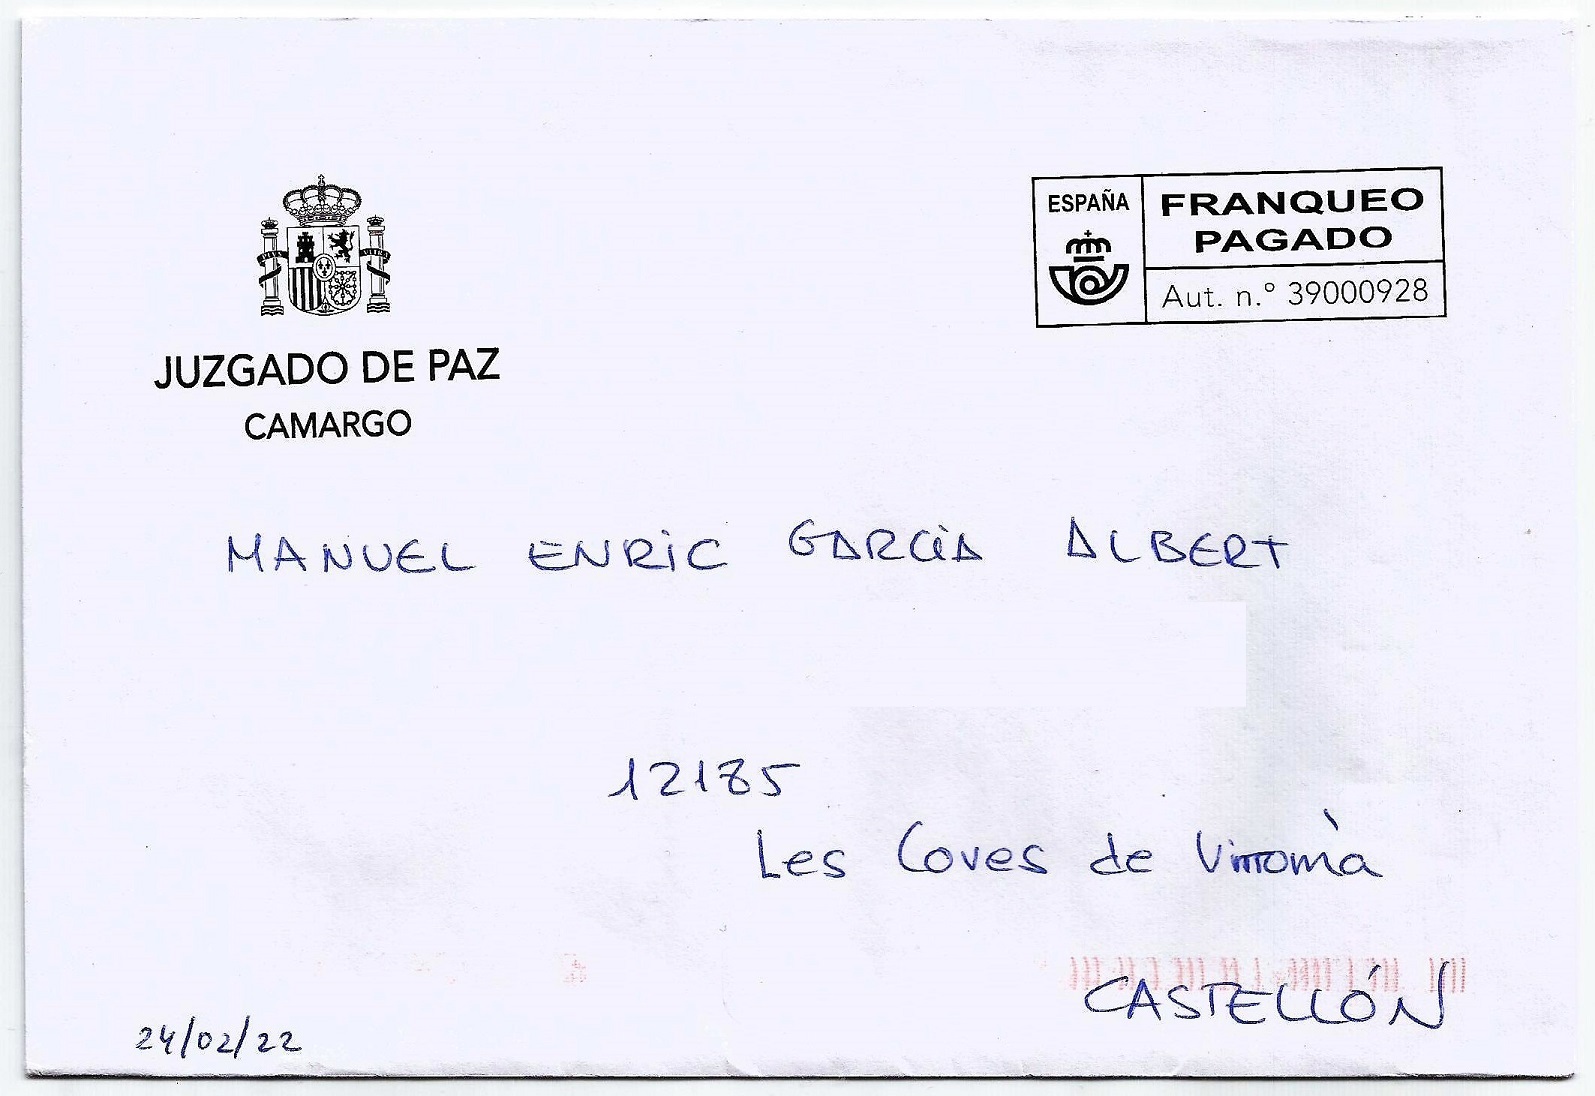 JUZGADO DE PAZ
CAMARGO
ESPAÑA
FRANQUEO
PAGADO
Aut. n.º 39000928
MANUEL ENRIC GARCIA ALBERT
12185
Les Coves de Vinromà
CASTELLÓN
24/02/22